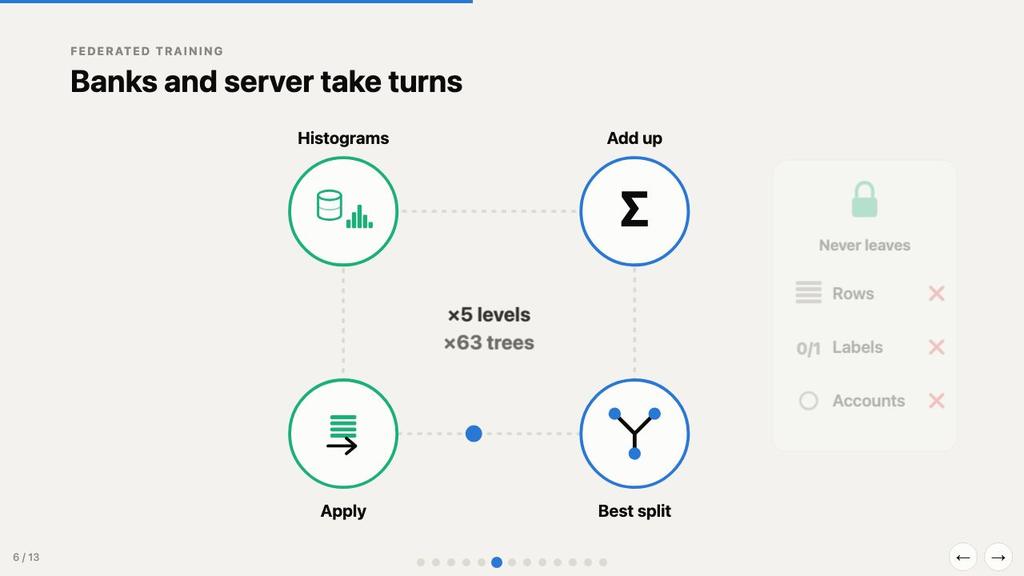 FEDERATED TRAINING
Banks and server take turns
Histograms
Add up
Σ
Never leaves
Rows
0/1 Labels
Accounts
×5 levels
×63 trees
Apply
Best split
6 / 13
← →